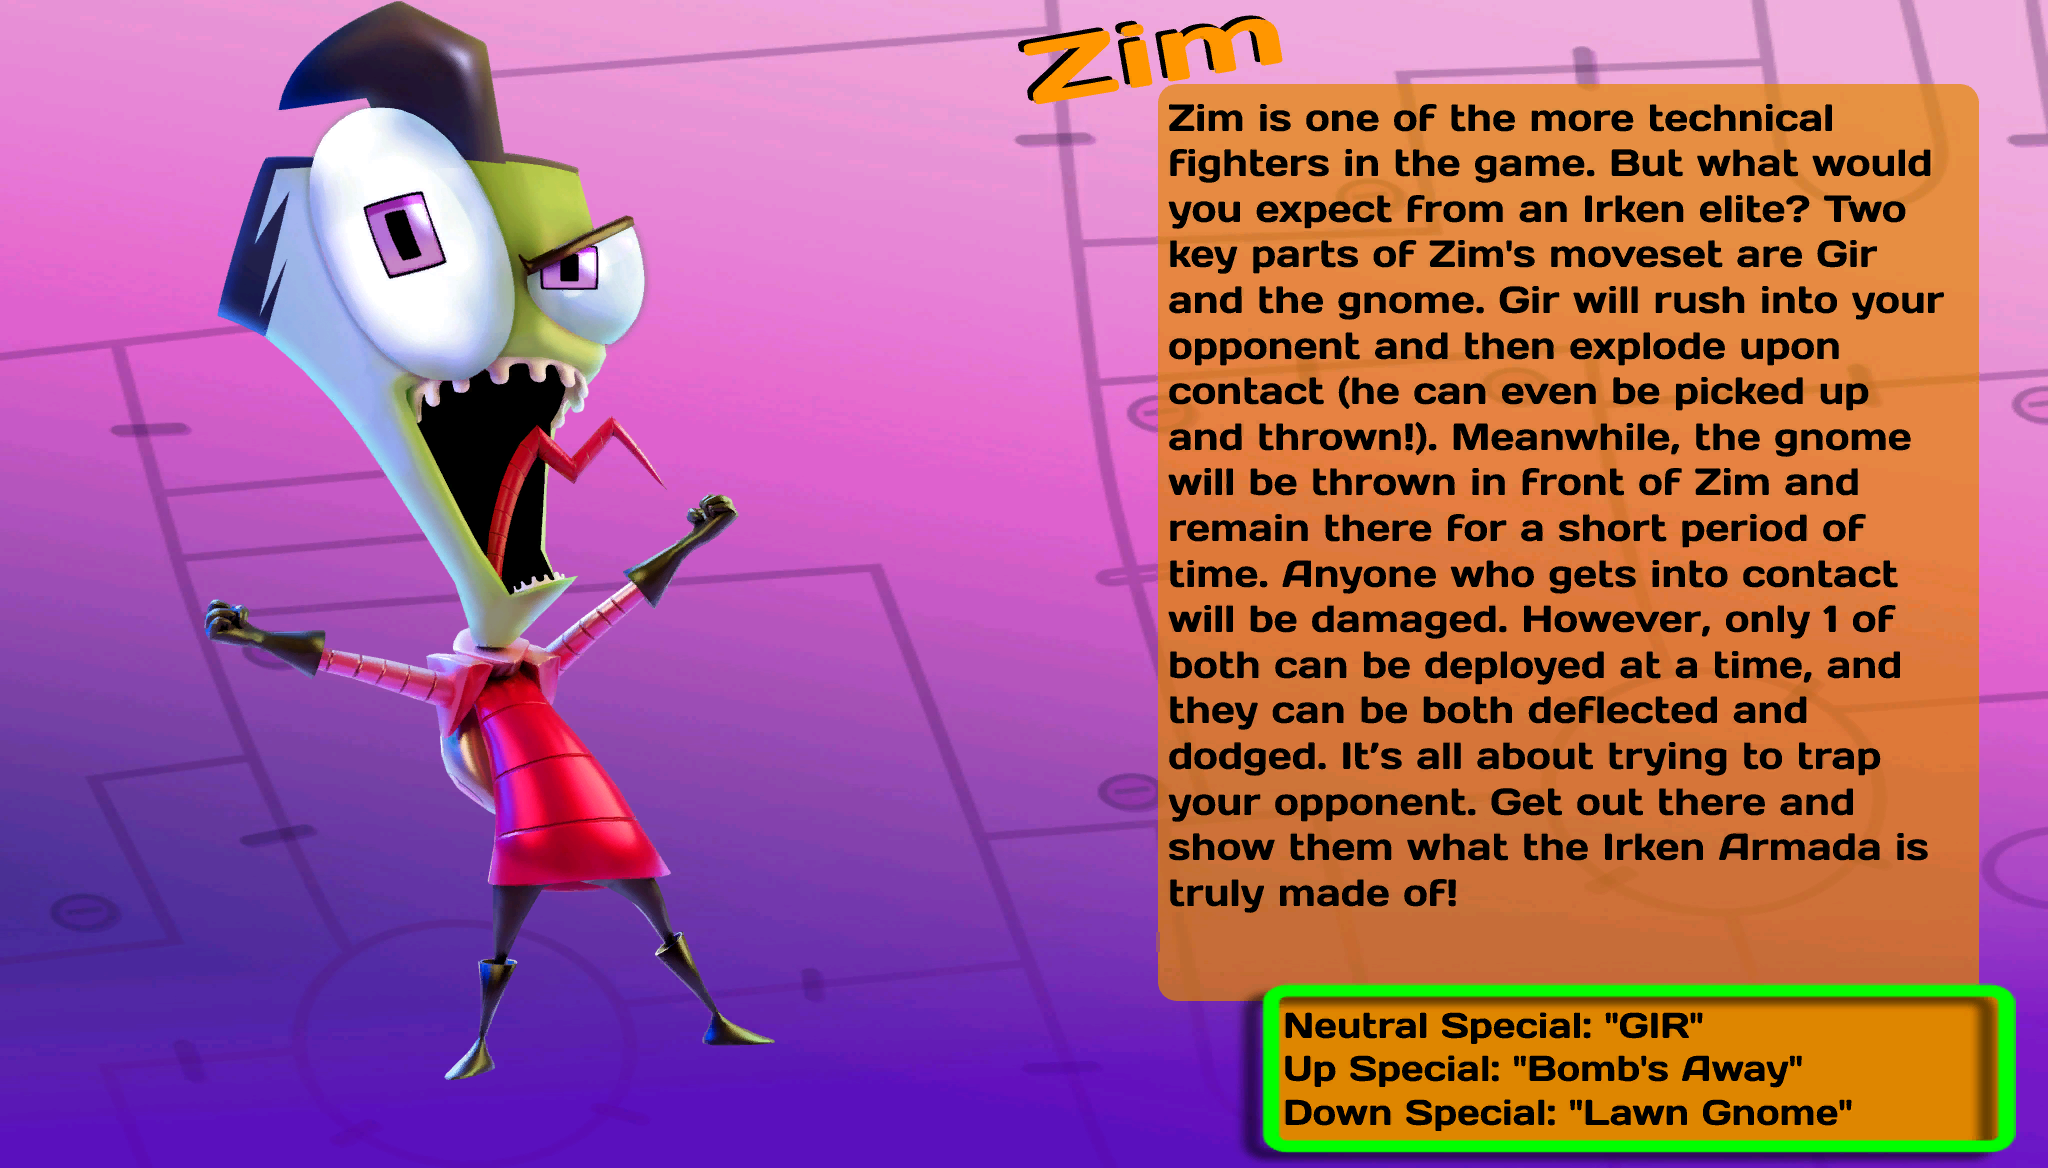 Zim
Zim is one of the more technical
fighters in the game. But what would
you expect from an Irken elite? Two
key parts of Zim's moveset are Gir
and the gnome. Gir will rush into your
opponent and then explode upon
contact (he can even be picked up
and thrown!). Meanwhile, the gnome
will be thrown in front of Zim and
remain there for a short period of
time. Anyone who gets into contact
will be damaged. However, only 1 of
both can be deployed at a time, and
they can be both deflected and
dodged. It’s all about trying to trap
your opponent. Get out there and
show them what the Irken Armada is
truly made of!
Neutral Special: "GIR"
Up Special: "Bomb's Away"
Down Special: "Lawn Gnome"